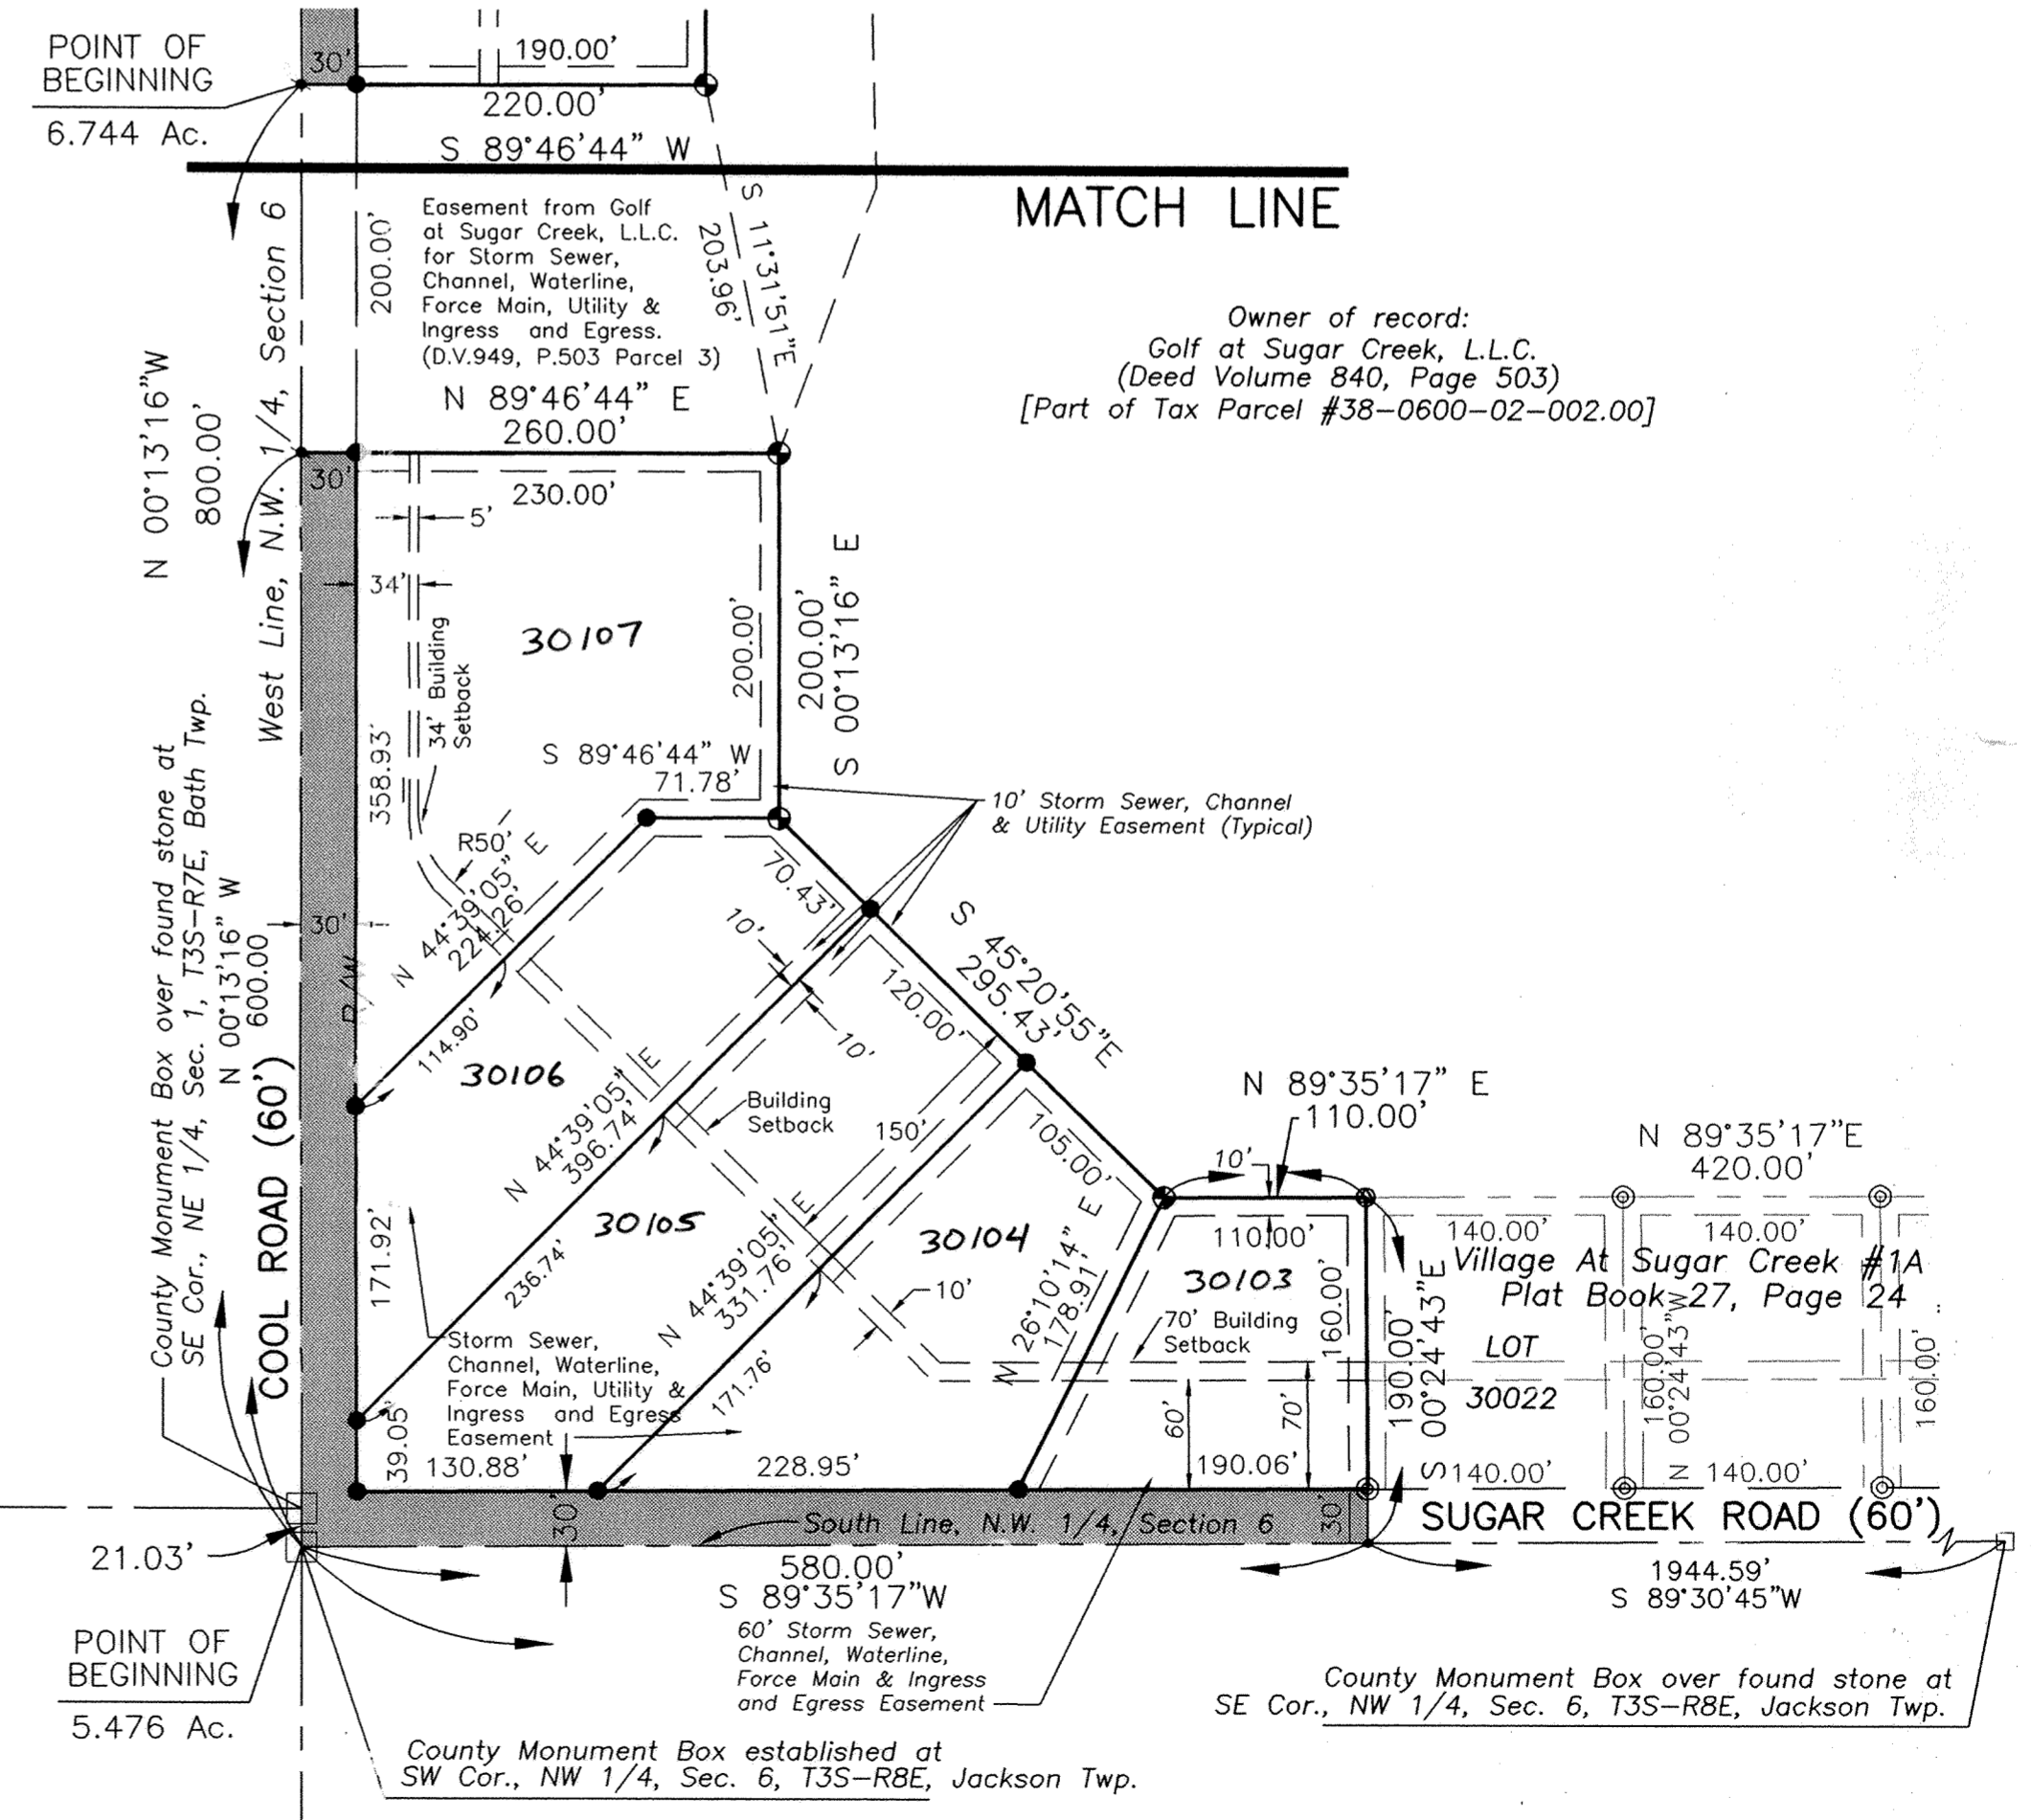 POINT OF
BEGINNING
6.744 Ac.
30'
190.00'
220.00'
S 89°46'44" W
MATCH LINE
Easement from Golf
at Sugar Creek, L.L.C.
for Storm Sewer,
Channel, Waterline,
Force Main, Utility &
Ingress and Egress.
(D.V.949, P.503 Parcel 3)
200.00'
S 11°31'51"E
203.96'
West Line, N.W. 1/4, Section 6
N 00°13'16"W
800.00'
Owner of record:
Golf at Sugar Creek, L.L.C.
(Deed Volume 840, Page 503)
[Part of Tax Parcel #38-0600-02-002.00]
N 89°46'44" E
260.00'
30'
230.00'
5'
34'
34' Building
Setback
30107
200.00'
200.00'
S 00°13'16" E
358.93'
S 89°46'44" W
71.78'
10' Storm Sewer, Channel
& Utility Easement (Typical)
R50'
N 44°39'05" E
224.26'
70.43'
30'
R/W
County Monument Box over found stone at
SE Cor., NE 1/4, Sec. 1, T3S-R7E, Bath Twp.
N 00°13'16" W
600.00
COOL ROAD (60')
10'
10'
S 45°20'55"E
295.43'
120.00'
114.90'
30106
N 44°39'05" E
396.74'
Building
Setback
150'
105.00'
N 89°35'17" E
110.00'
10'
N 89°35'17"E
420.00'
171.92'
30105
236.74'
N 44°39'05" E
331.76'
30104
10'
N 26°10'14" E
178.91'
110.00'
30103
70' Building
Setback
160.00'
190.00'
S 00°24'43"E
140.00'
140.00'
Village At Sugar Creek #1A
Plat Book 27, Page 24
LOT
30022
160.00'
N 00°24'43"W
160.00'
Storm Sewer,
Channel, Waterline,
Force Main, Utility &
Ingress and Egress
Easement
171.76'
39.05'
130.88'
228.95'
60'
70'
190.06'
140.00'
140.00'
30'
South Line, N.W. 1/4, Section 6
30'
SUGAR CREEK ROAD (60')
21.03'
580.00'
S 89°35'17"W
1944.59'
S 89°30'45"W
POINT OF
BEGINNING
5.476 Ac.
60' Storm Sewer,
Channel, Waterline,
Force Main & Ingress
and Egress Easement
County Monument Box over found stone at
SE Cor., NW 1/4, Sec. 6, T3S-R8E, Jackson Twp.
County Monument Box established at
SW Cor., NW 1/4, Sec. 6, T3S-R8E, Jackson Twp.